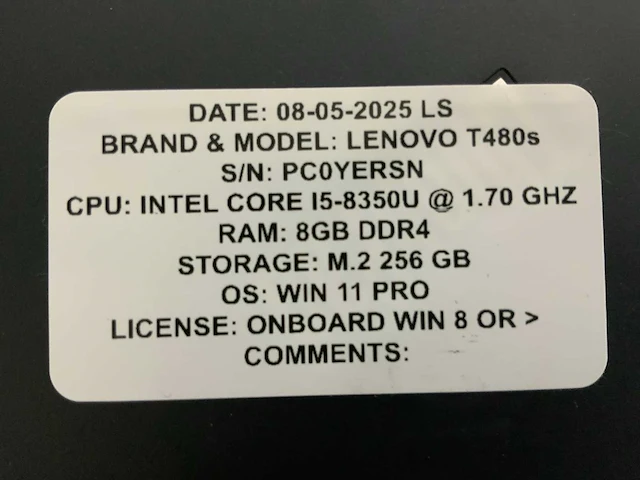 DATE: 08-05-2025 LS
BRAND & MODEL: LENOVO T480s
S/N: PC0YERSN
CPU: INTEL CORE I5-8350U @ 1.70 GHZ
RAM: 8GB DDR4
STORAGE: M.2 256 GB
OS: WIN 11 PRO
LICENSE: ONBOARD WIN 8 OR >
COMMENTS: